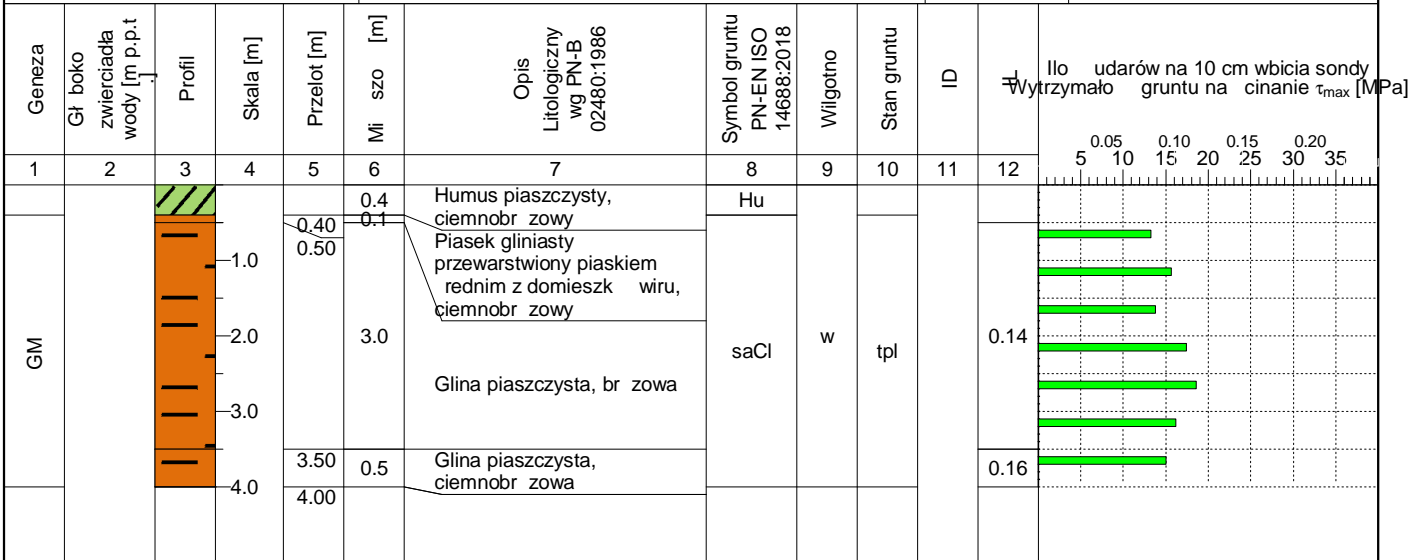 Geneza
Gł boko
zwierciadła
wody [m p.p.t
.]
Profil
Skala [m]
Przelot [m]
Mi szo [m]
Opis
Litologiczny
wg PN-B
02480:1986
Symbol gruntu
PN-EN ISO
14688:2018
Wilgotno
Stan gruntu
ID
Ilo udarów na 10 cm wbicia sondy
Wytrzymało gruntu na cinanie τmax [MPa]
0.05 0.10 0.15 0.20
5 10 15 20 25 30 35
1 2 3 4 5 6 7 8 9 10 11 12
0.4
Humus piaszczysty,
ciemnobr zowy
Hu
0.1
0.40
0.50
Piasek gliniasty
przewarstwiony piaskiem
rednim z domieszk wiru,
ciemnobr zowy
1.0
2.0
3.0
GM
saCl
w
tpl
0.14
Glina piaszczysta, br zowa
3.0
3.50
0.5
Glina piaszczysta,
ciemnobr zowa
0.16
4.0
4.00